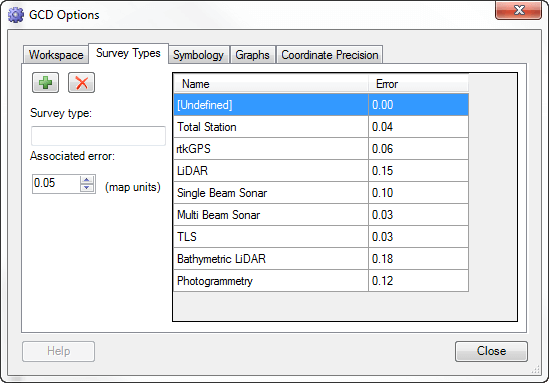 GCD Options
Workspace Survey Types Symbology Graphs Coordinate Precision
Survey type:
Associated error:
0.05 (map units)
Name Error
[Undefined] 0.00
Total Station 0.04
rtkGPS 0.06
LiDAR 0.15
Single Beam Sonar 0.10
Multi Beam Sonar 0.03
TLS 0.03
Bathymetric LiDAR 0.18
Photogrammetry 0.12
Help Close